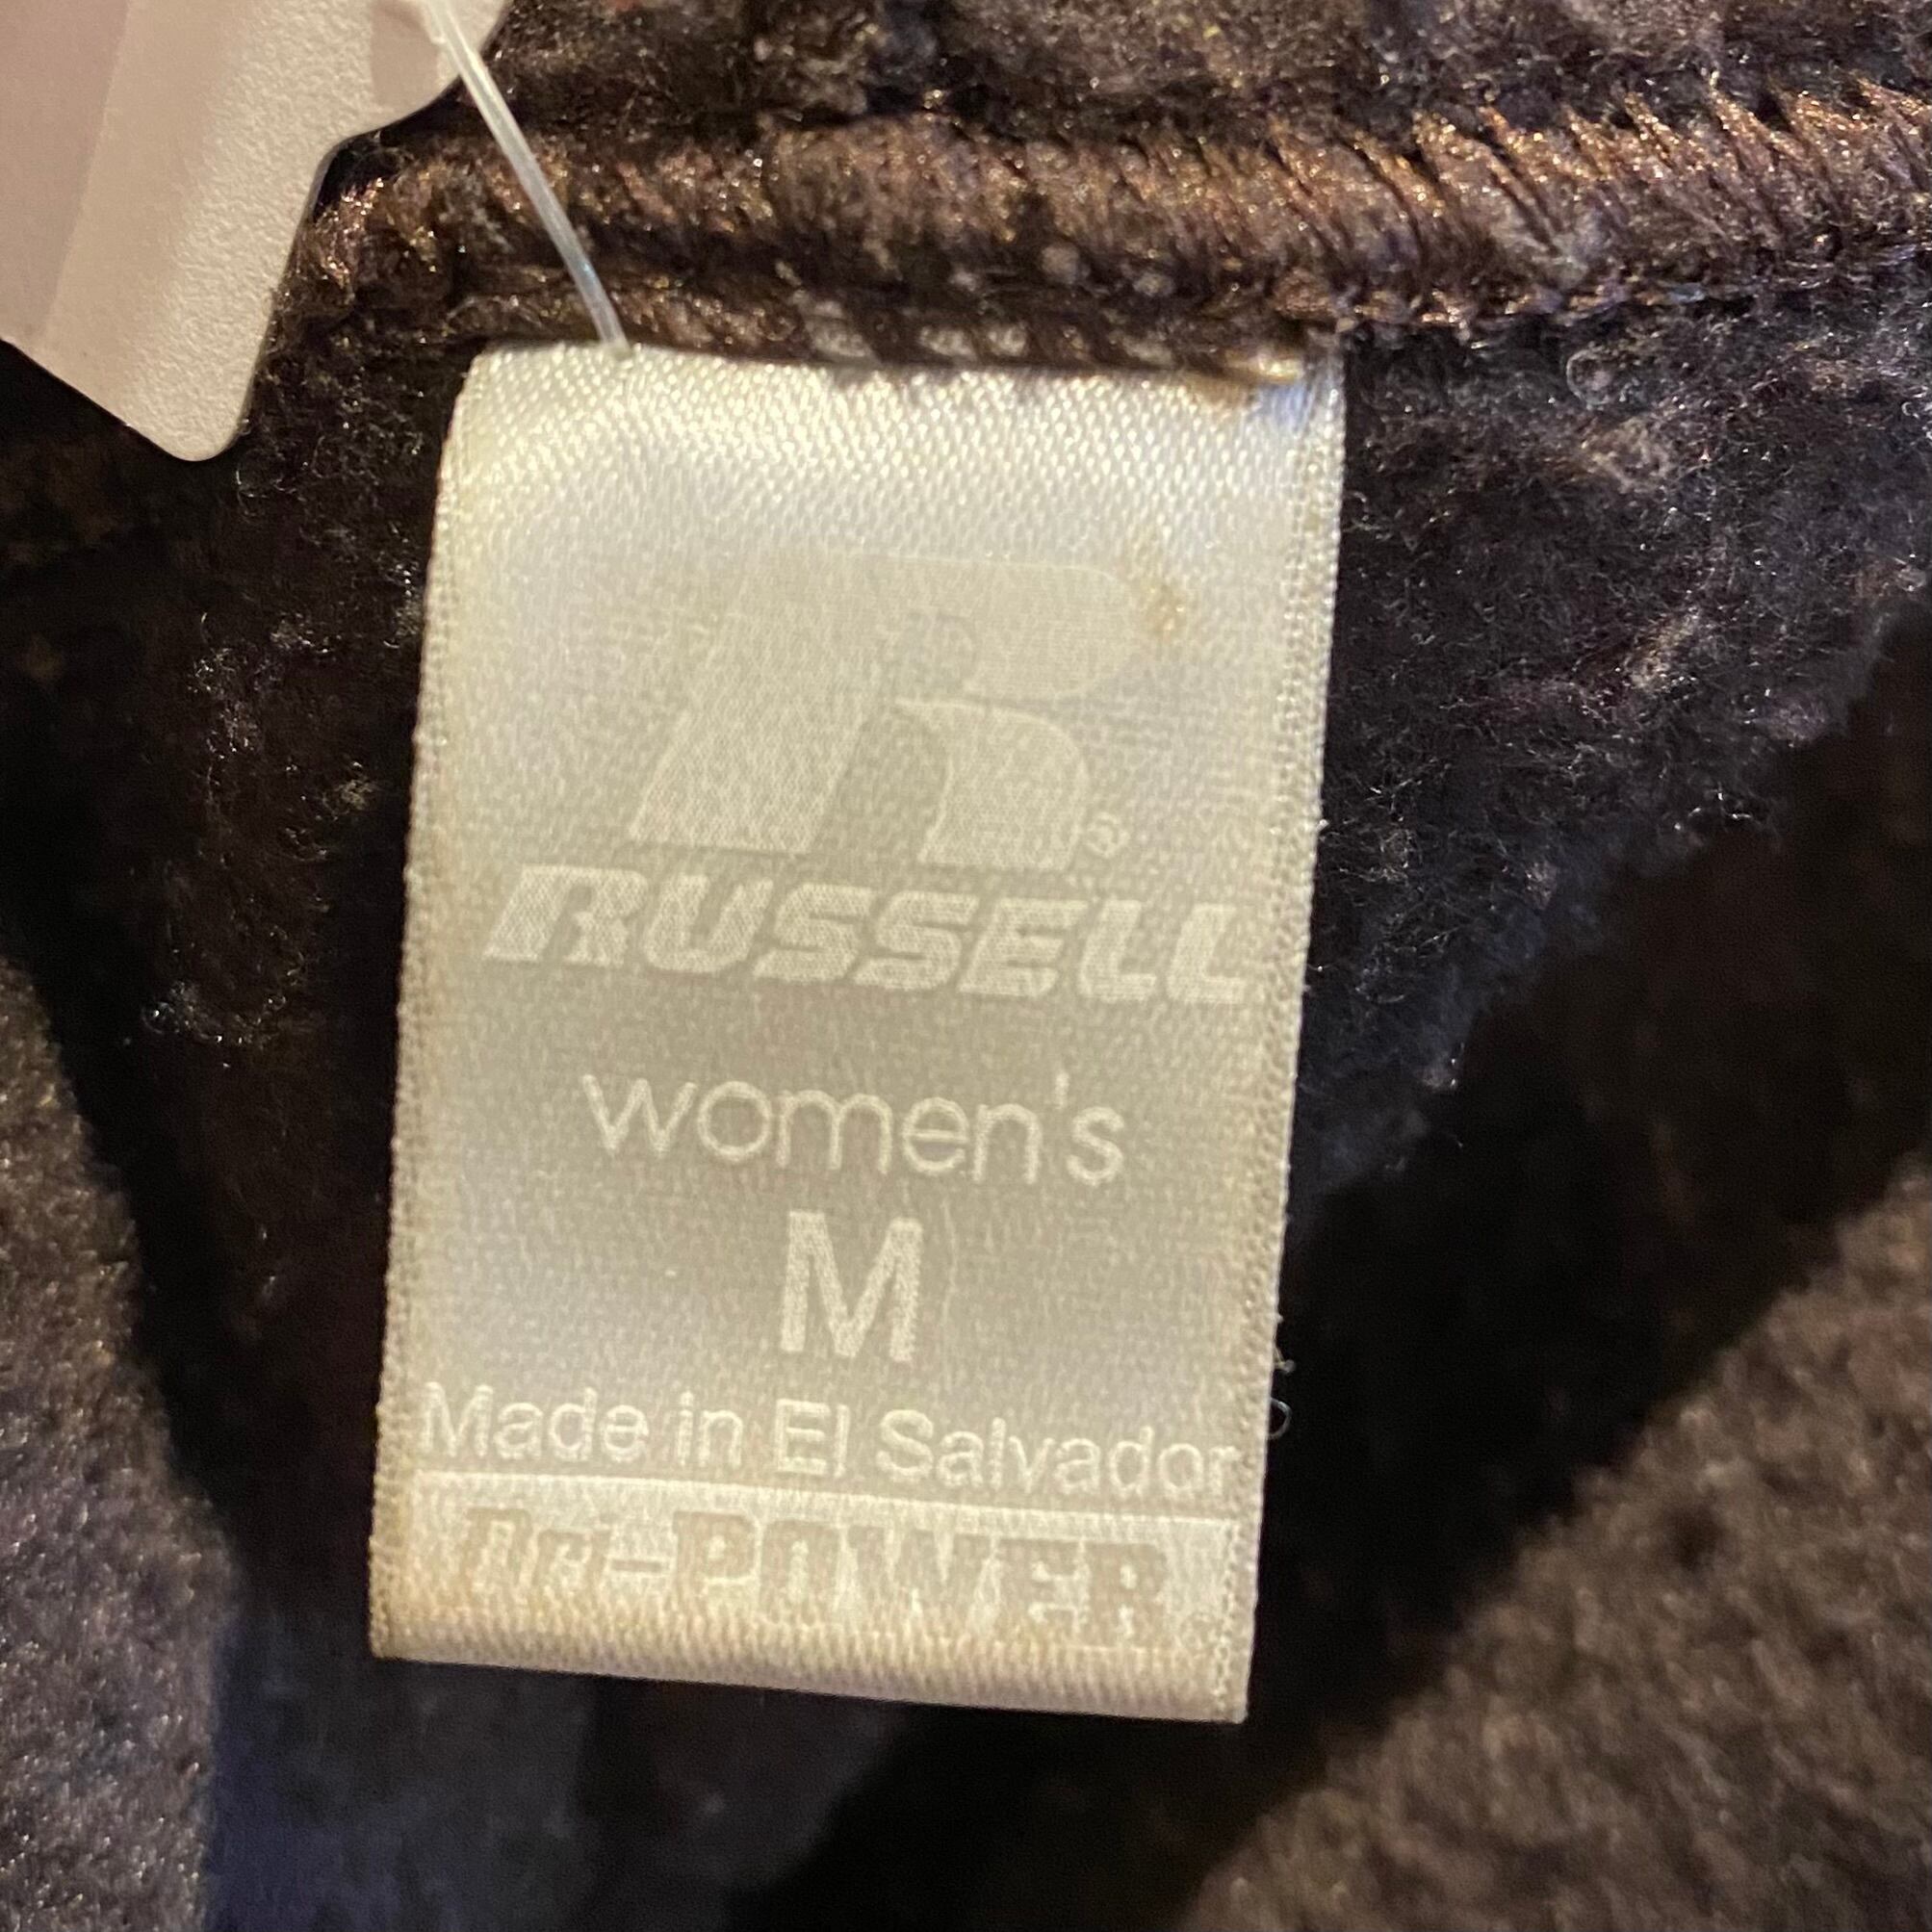 R®
RUSSELL
women's
M
Made in El Salvador
Dri-POWER®